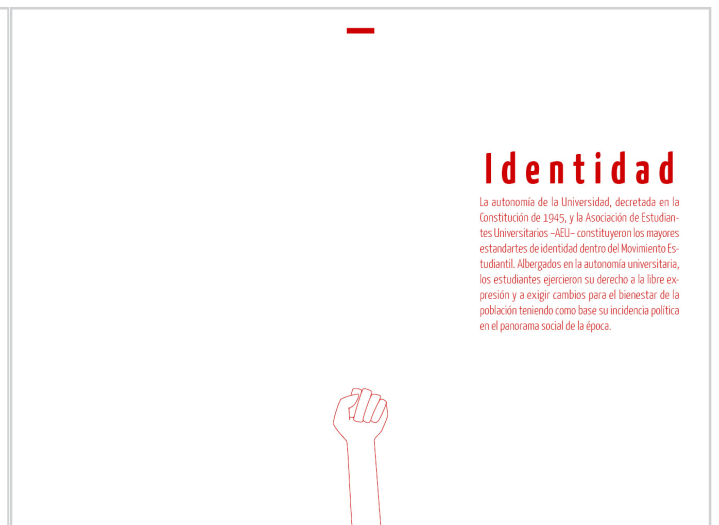 Identidad
La autonomía de la Universidad, decretada en la
Constitución de 1945, y la Asociación de Estudian-
tes Universitarios –AEU– constituyeron los mayores
estandartes de identidad dentro del Movimiento Es-
tudiantil. Albergados en la autonomía universitaria,
los estudiantes ejercieron su derecho a la libre ex-
presión y a exigir cambios para el bienestar de la
población teniendo como base su incidencia política
en el panorama social de la época.